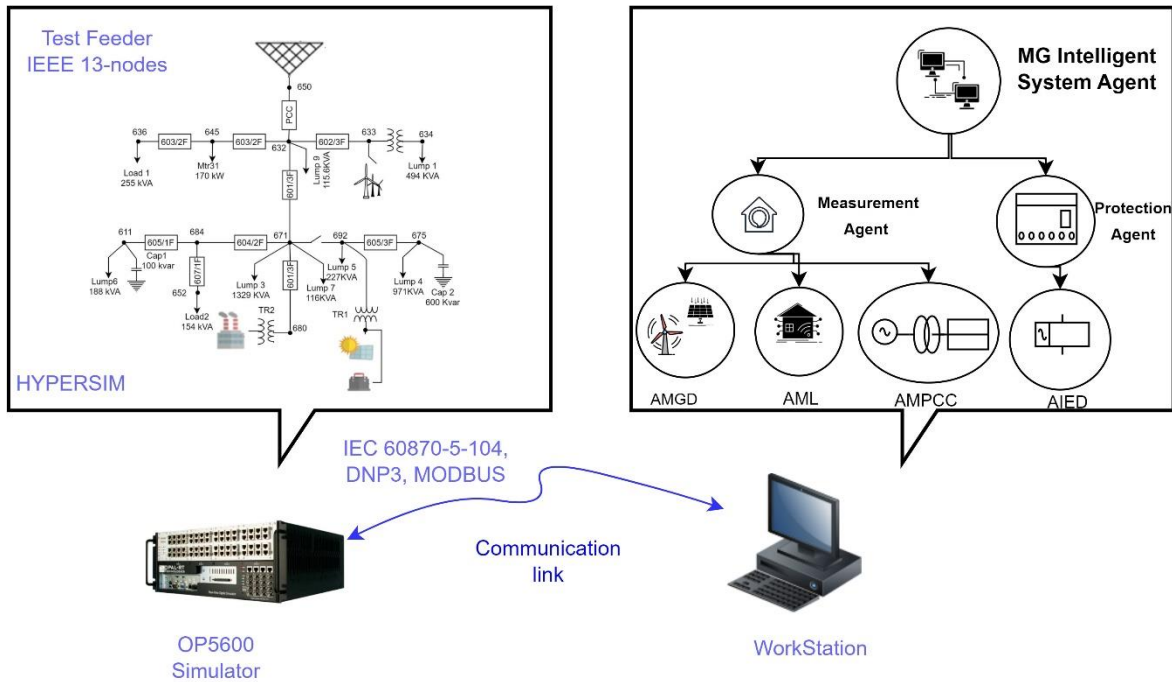 Test Feeder
IEEE 13-nodes
650
PCC
636
645
632
633
634
603/2F
603/2F
602/3F
Load 1
255 kVA
Mtr31
170 kW
Lump 9
115.6KVA
Lump 1
494 KVA
601/3F
611
684
671
692
675
605/1F
604/2F
605/3F
Cap1
100 kvar
Lump6
188 kVA
607/1F
652
Load2
154 kVA
Lump 3
1329 KVA
601/3F
Lump 7
116KVA
Lump 5
227KVA
Lump 4
971KVA
Cap 2
600 Kvar
TR2
680
TR1
HYPERSIM
MG Intelligent
System Agent
Measurement
Agent
Protection
Agent
AMGD
AML
AMPCC
AIED
IEC 60870-5-104,
DNP3, MODBUS
Communication
link
OP5600
Simulator
WorkStation